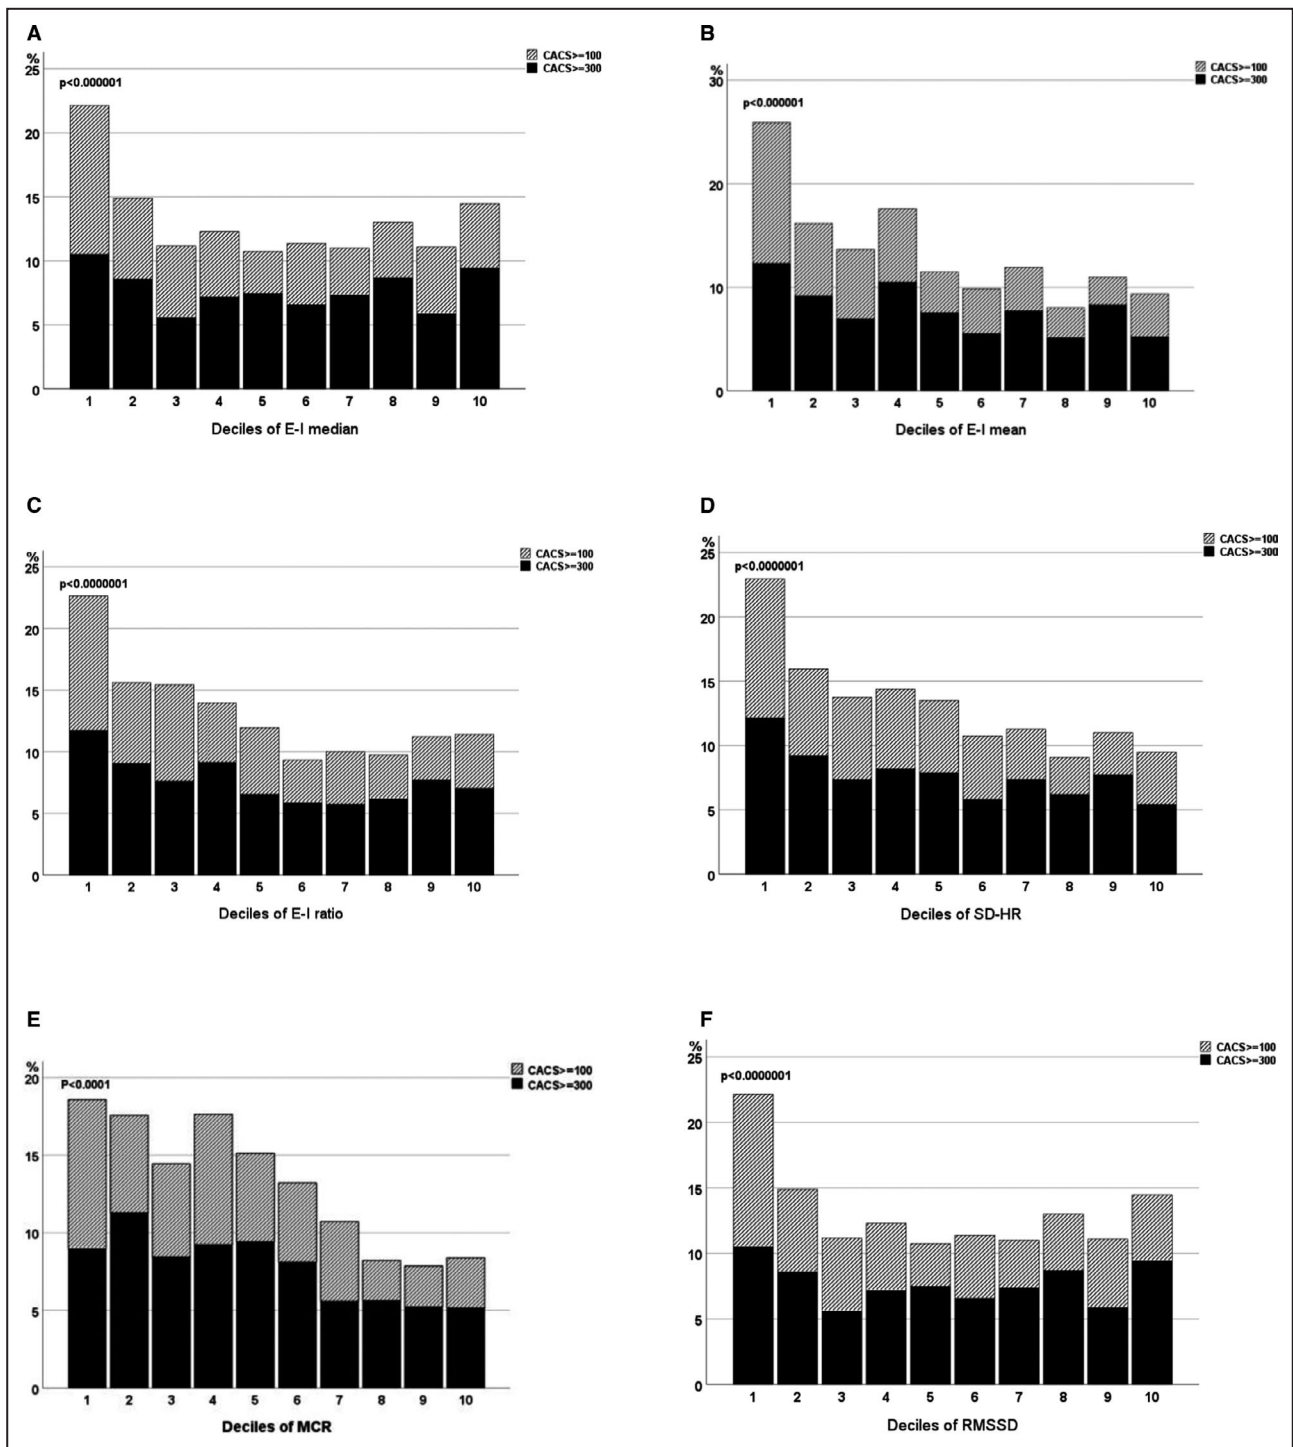 A
%
CACS>=100
CACS>=300
25
p<0.000001
20
15
10
5
0
1 2 3 4 5 6 7 8 9 10
Deciles of E-I median
B
%
CACS>=100
CACS>=300
30
p<0.000001
20
10
0
1 2 3 4 5 6 7 8 9 10
Deciles of E-I mean
C
%
CACS>=100
CACS>=300
25
p<0.0000001
20
15
10
5
0
1 2 3 4 5 6 7 8 9 10
Deciles of E-I ratio
D
%
CACS>=100
CACS>=300
25
p<0.0000001
20
15
10
5
0
1 2 3 4 5 6 7 8 9 10
Deciles of SD-HR
E
%
CACS>=100
CACS>=300
20
P<0.0001
15
10
5
0
1 2 3 4 5 6 7 8 9 10
Deciles of MCR
F
%
CACS>=100
CACS>=300
25
p<0.0000001
20
15
10
5
0
1 2 3 4 5 6 7 8 9 10
Deciles of RMSSD